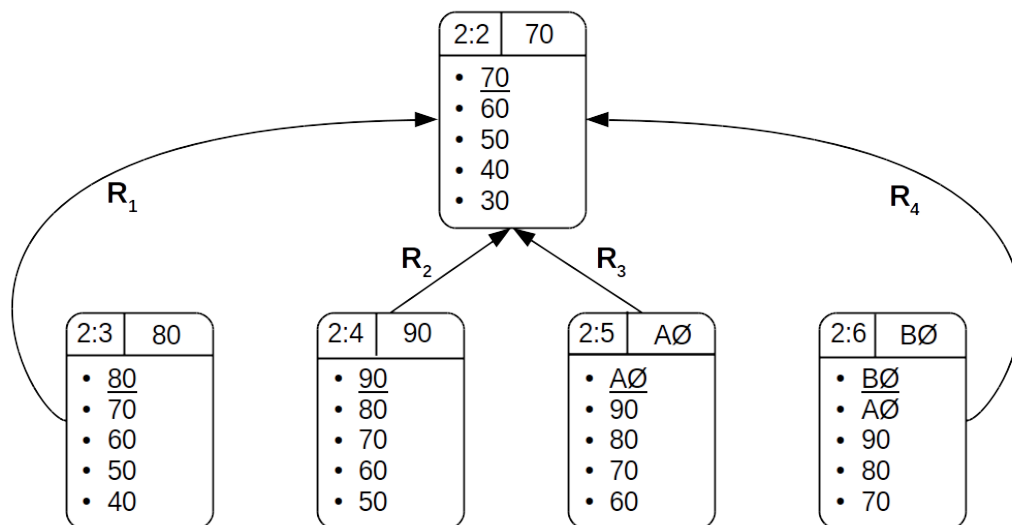 2:2 70
• 70
• 60
• 50
• 40
• 30
R1
R2
R3
R4
2:3 80
• 80
• 70
• 60
• 50
• 40
2:4 90
• 90
• 80
• 70
• 60
• 50
2:5 AØ
• AØ
• 90
• 80
• 70
• 60
2:6 BØ
• BØ
• AØ
• 90
• 80
• 70